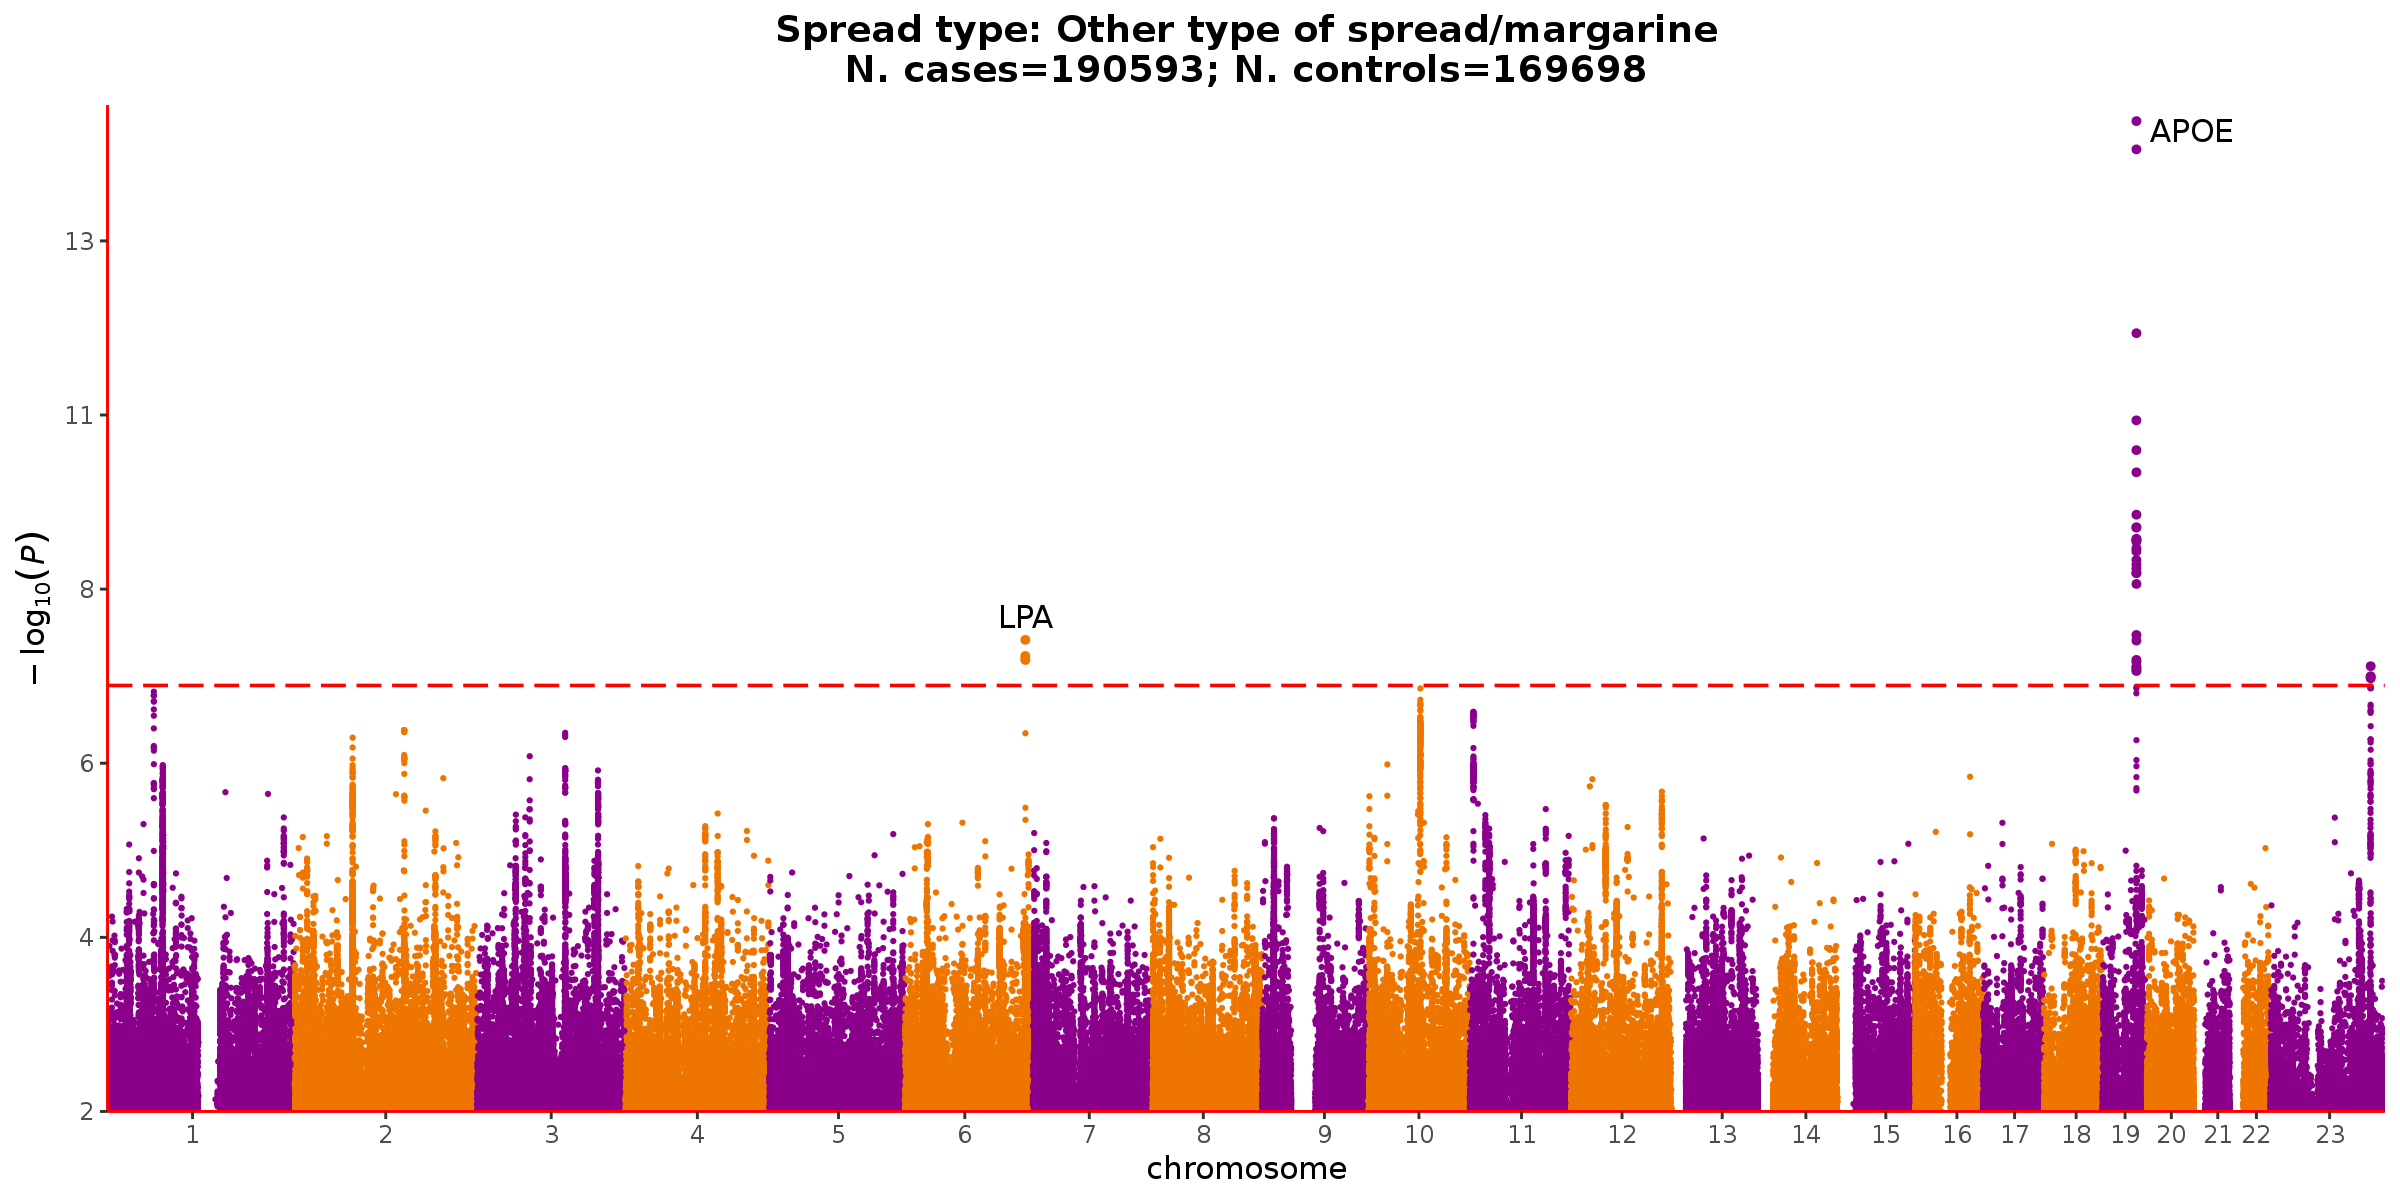 Spread type: Other type of spread/margarine
N. cases=190593; N. controls=169698
APOE
LPA
13
11
8
6
4
2
−log10(P)
1 2 3 4 5 6 7 8 9 10 11 12 13 14 15 16 17 18 19 20 21 22 23
chromosome